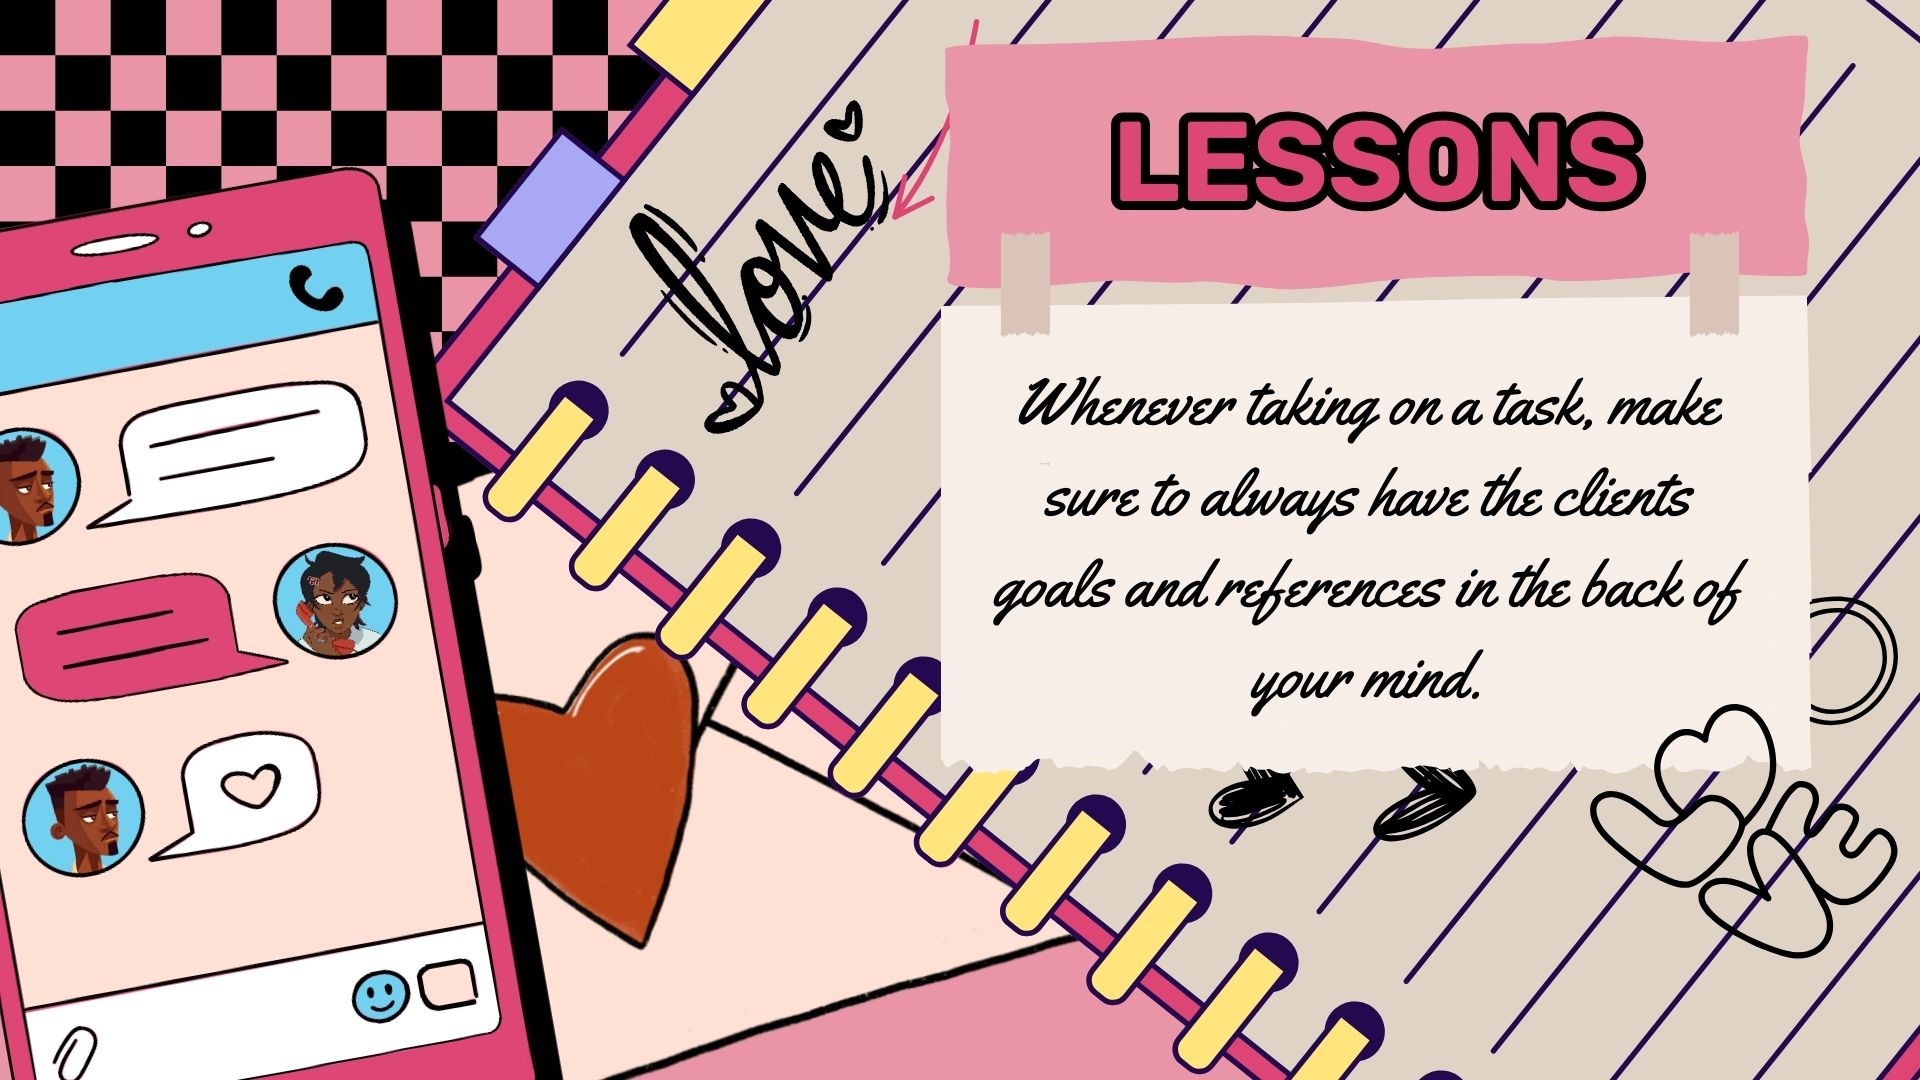 love
LESSONS
Whenever taking on a task, make
sure to always have the clients
goals and references in the back of
your mind.